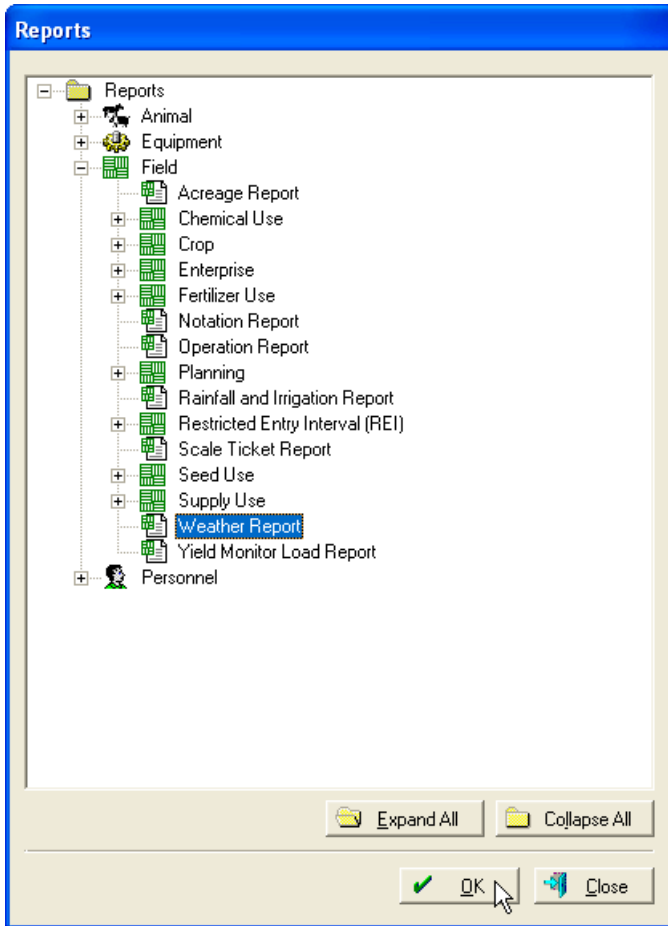 Reports
Reports
Animal
Equipment
Field
Acreage Report
Chemical Use
Crop
Enterprise
Fertilizer Use
Notation Report
Operation Report
Planning
Rainfall and Irrigation Report
Restricted Entry Interval (REI)
Scale Ticket Report
Seed Use
Supply Use
Weather Report
Yield Monitor Load Report
Personnel
Expand All Collapse All
OK Close